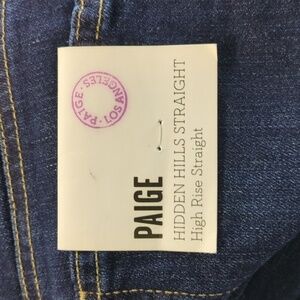 PAIGE · LOS ANGELES ·
PAIGE
HIDDEN HILLS STRAIGHT
High Rise Straight